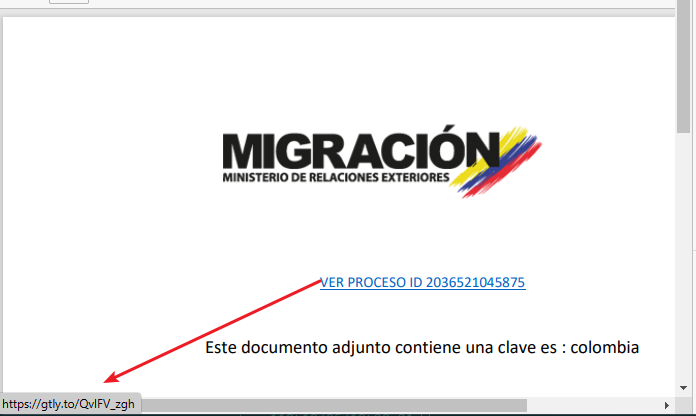 MIGRACIÓN
MINISTERIO DE RELACIONES EXTERIORES
VER PROCESO ID 2036521045875
Este documento adjunto contiene una clave es : colombia
https://gtly.to/QvlFV_zgh